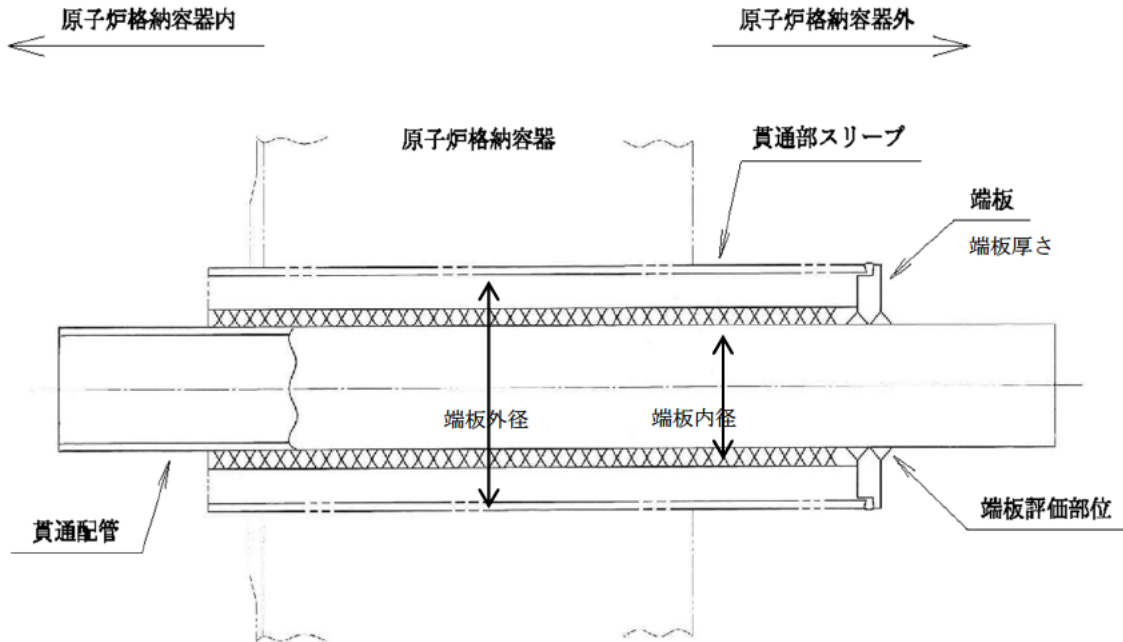 原子炉格納容器内
原子炉格納容器外
原子炉格納容器
貫通部スリーブ
端板
端板厚さ
端板外径
端板内径
貫通配管
端板評価部位